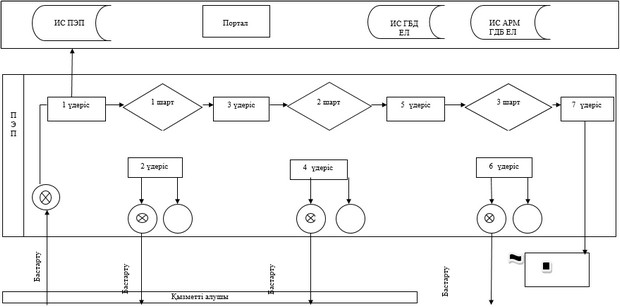 ИС ПЭП
Портал
ИС ГБД
ЕЛ
ИС АРМ
ГДБ ЕЛ
П
Э
П
1 үдеріс
1 шарт
3 үдеріс
2 шарт
5 үдеріс
3 шарт
7 үдеріс
2 үдеріс
4 үдеріс
6 үдеріс
Бастарту
Бастарту
Бастарту
Бастарту
Қызметті алушы